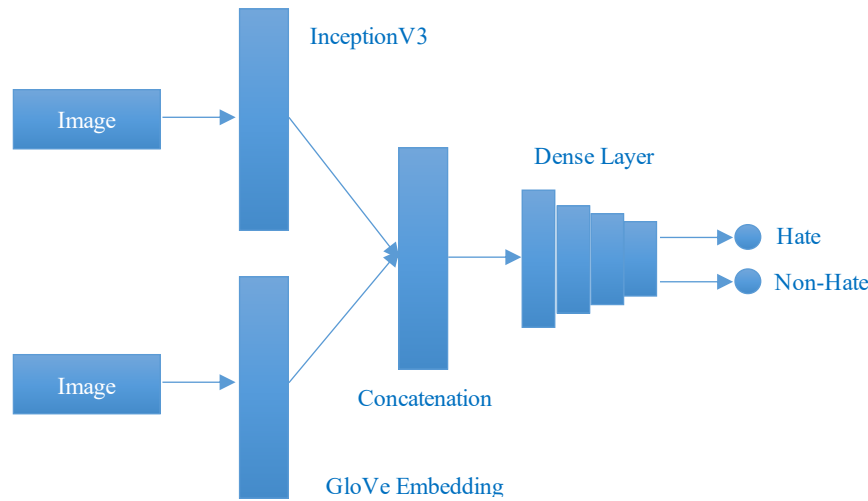 InceptionV3
Image
Dense Layer
Hate
Non-Hate
Image
Concatenation
GloVe Embedding